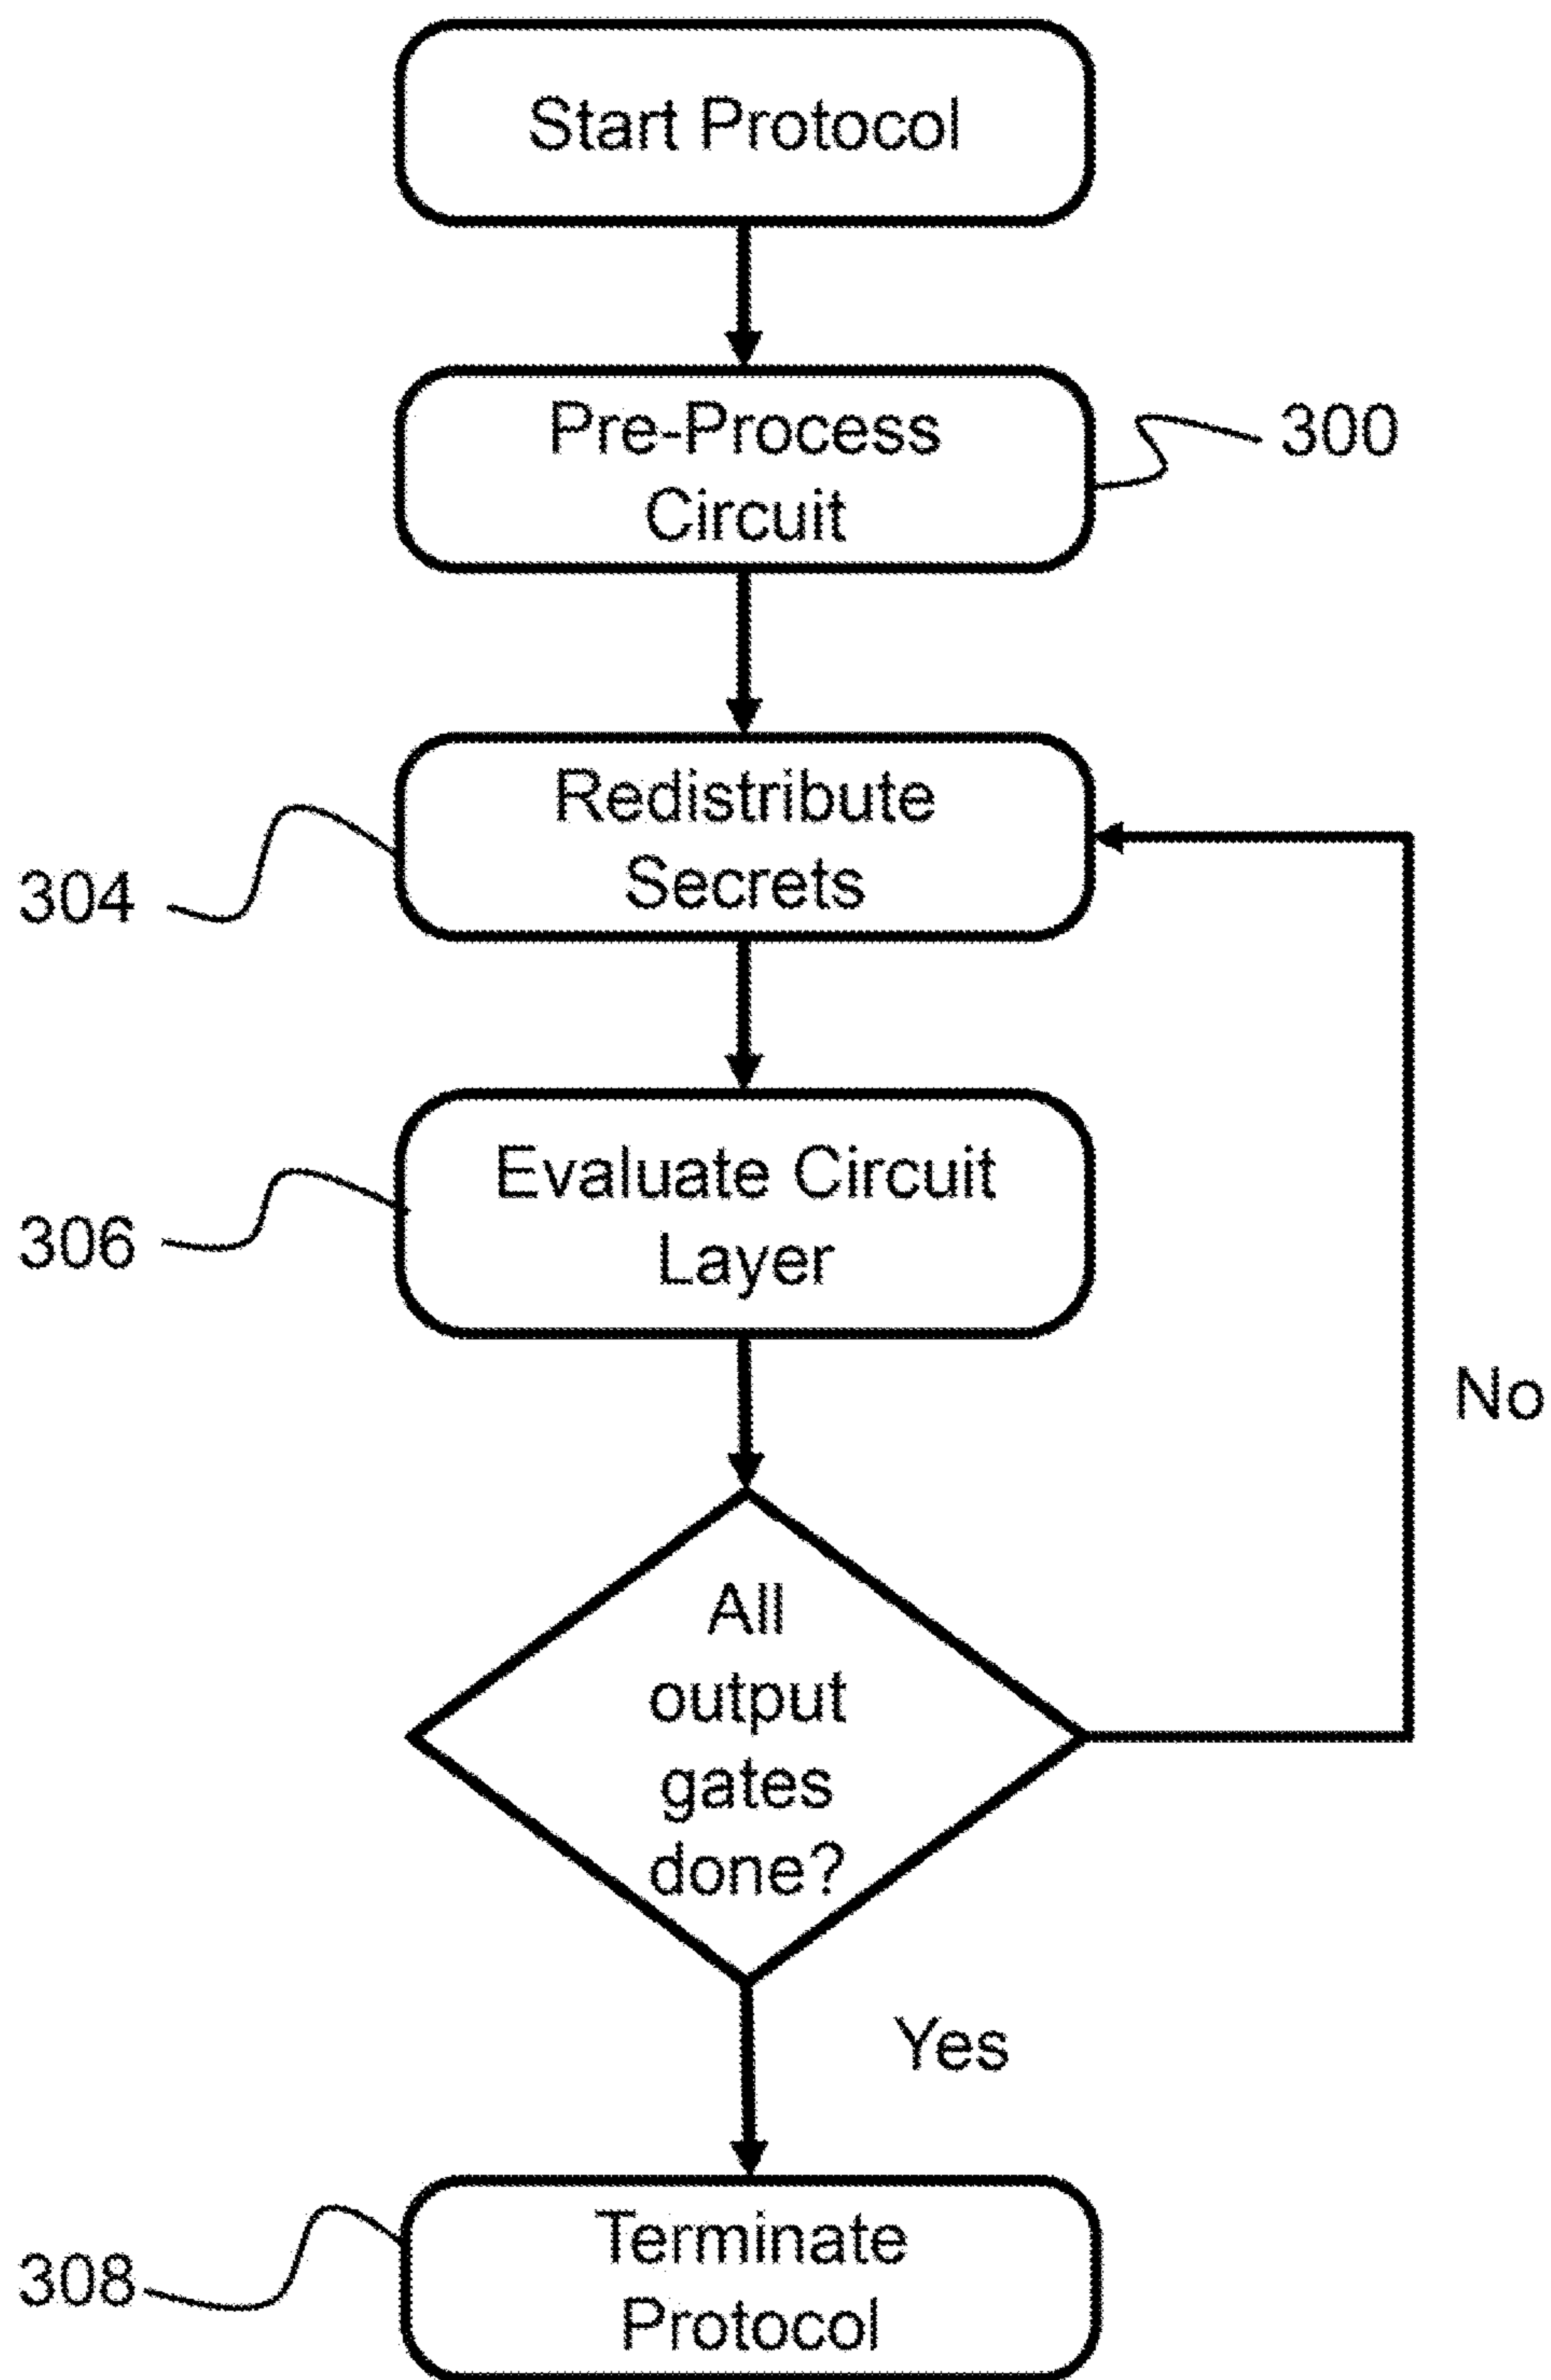 Start Protocol
Pre-Process
Circuit
300
Redistribute
Secrets
304
Evaluate Circuit
Layer
306
No
All
output
gates
done?
Yes
Terminate
Protocol
308